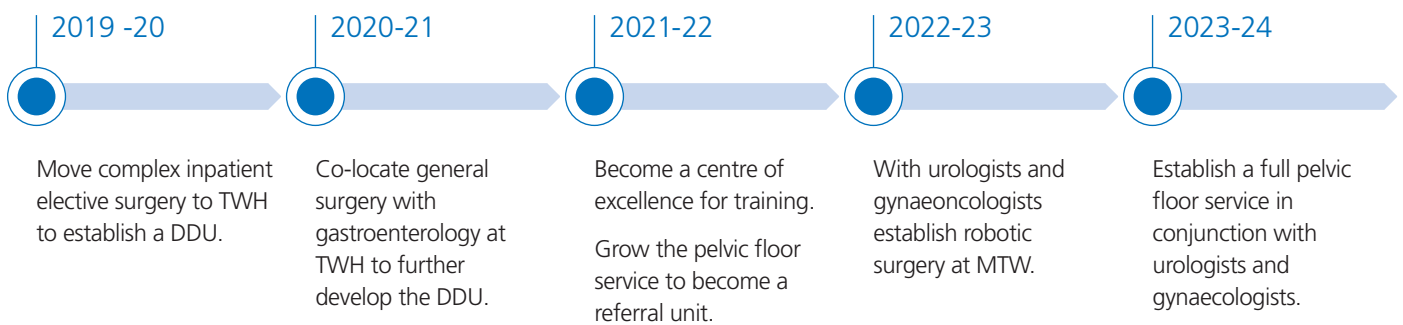 2019 -20
Move complex inpatient
elective surgery to TWH
to establish a DDU.
2020-21
Co-locate general
surgery with
gastroenterology at
TWH to further
develop the DDU.
2021-22
Become a centre of
excellence for training.
Grow the pelvic floor
service to become a
referral unit.
2022-23
With urologists and
gynaeoncologists
establish robotic
surgery at MTW.
2023-24
Establish a full pelvic
floor service in
conjunction with
urologists and
gynaecologists.